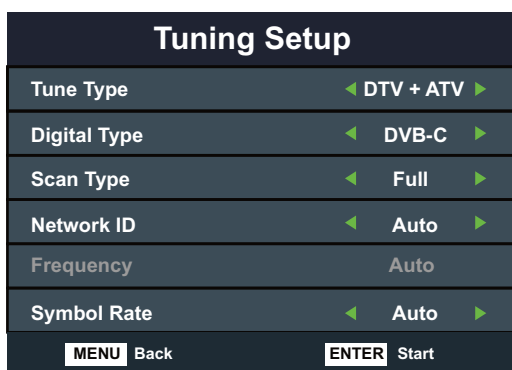 Tuning Setup
Tune Type DTV + ATV
Digital Type DVB-C
Scan Type Full
Network ID Auto
Frequency Auto
Symbol Rate Auto
MENU Back ENTER Start